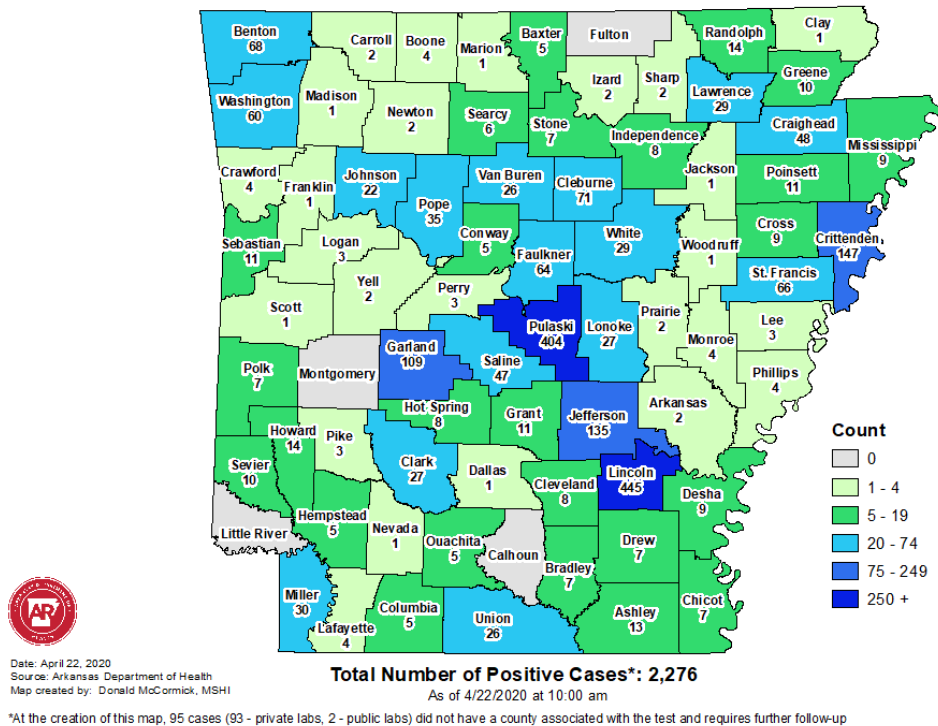 Benton
68
Carroll
2
Boone
4
Marion
1
Baxter
5
Fulton
Randolph
14
Clay
1
Washington
60
Madison
1
Newton
2
Searcy
6
Stone
7
Izard
2
Sharp
2
Lawrence
29
Greene
10
Independence
8
Craighead
48
Mississippi
9
Crawford
4
Franklin
1
Johnson
22
Pope
35
Van Buren
26
Cleburne
71
Jackson
1
Poinsett
11
Sebastian
11
Logan
3
Conway
5
Faulkner
64
White
29
Woodruff
1
Cross
9
Crittenden
147
St. Francis
66
Scott
1
Yell
2
Perry
3
Pulaski
404
Lonoke
27
Prairie
2
Monroe
4
Lee
3
Phillips
4
Polk
7
Montgomery
Garland
109
Saline
47
Hot Spring
8
Grant
11
Jefferson
135
Arkansas
2
Howard
14
Pike
3
Sevier
10
Clark
27
Dallas
1
Cleveland
8
Lincoln
445
Desha
9
Little River
Hempstead
5
Nevada
1
Ouachita
5
Calhoun
Bradley
7
Drew
7
Miller
30
Lafayette
4
Columbia
5
Union
26
Ashley
13
Chicot
7
Count
0
1 - 4
5 - 19
20 - 74
75 - 249
250 +
AR
Date: April 22, 2020
Source: Arkansas Department of Health
Map created by: Donald McCormick, MSHI
Total Number of Positive Cases*: 2,276
As of 4/22/2020 at 10:00 am
*At the creation of this map, 95 cases (93 - private labs, 2 - public labs) did not have a county associated with the test and requires further follow-up